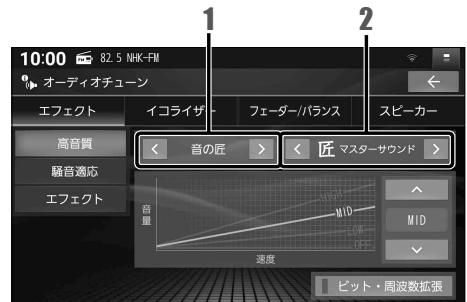 1
2
10:00 FM 82.5 NHK-FM
オーディオチューン
エフェクト イコライザー フェーダー/バランス スピーカー
高音質
騒音適応
エフェクト
音の匠
匠 マスターサウンド
音量
HIGH
MID
LOW
OFF
速度
MID
ビット・周波数拡張